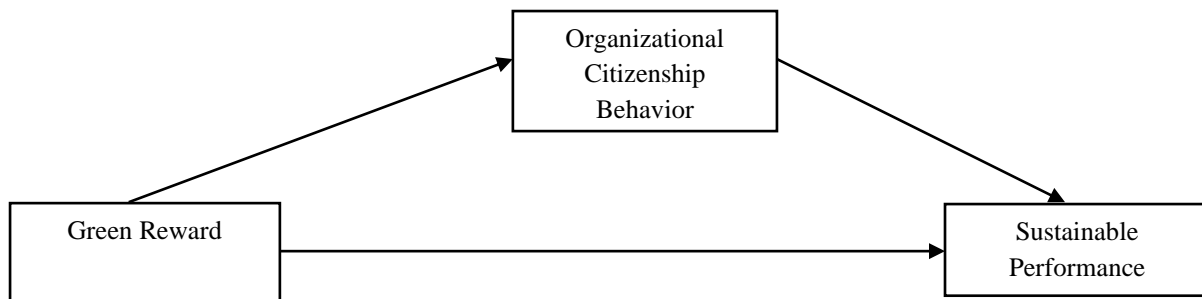 Organizational
Citizenship
Behavior
Green Reward
Sustainable
Performance